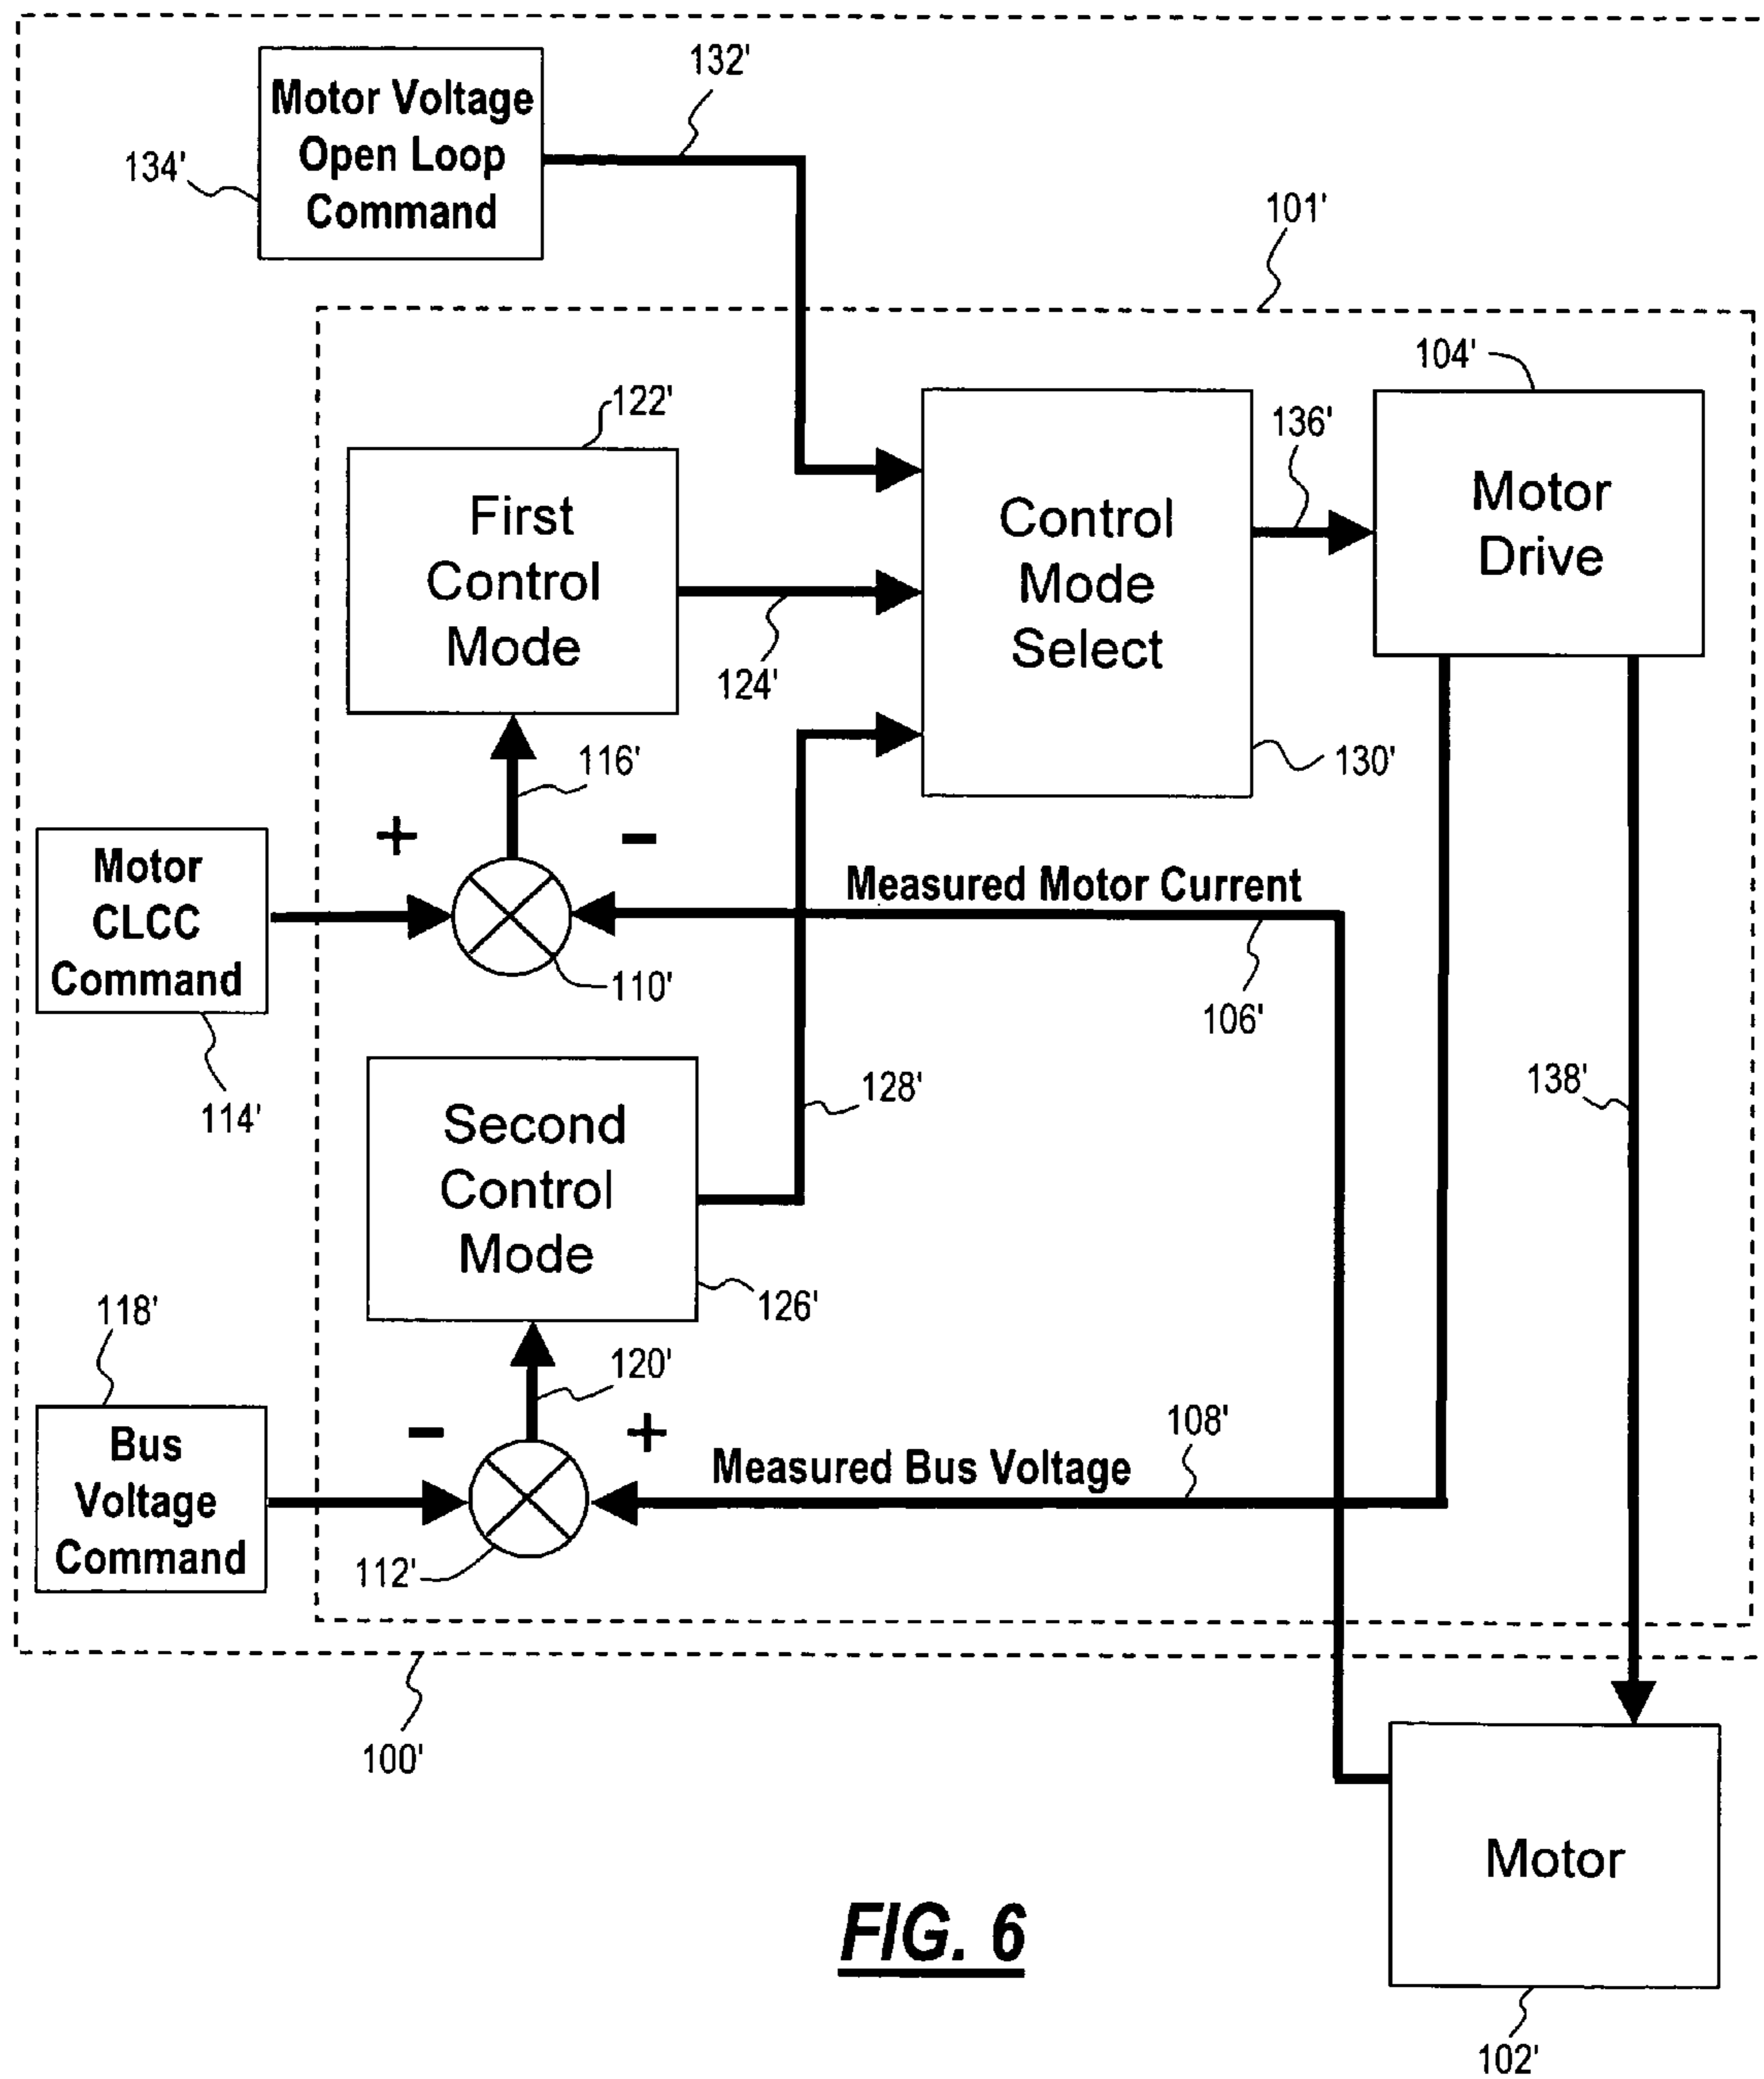 132'
Motor Voltage
Open Loop
Command
134'
101'
104'
122'
136'
First
Control
Mode
Control
Mode
Select
Motor
Drive
124'
116'
130'
+
-
Motor
CLCC
Command
Measured Motor Current
110'
106'
114'
128'
138'
Second
Control
Mode
126'
118'
120'
-
+
108'
Bus
Voltage
Command
Measured Bus Voltage
112'
100'
Motor
FIG. 6
102'